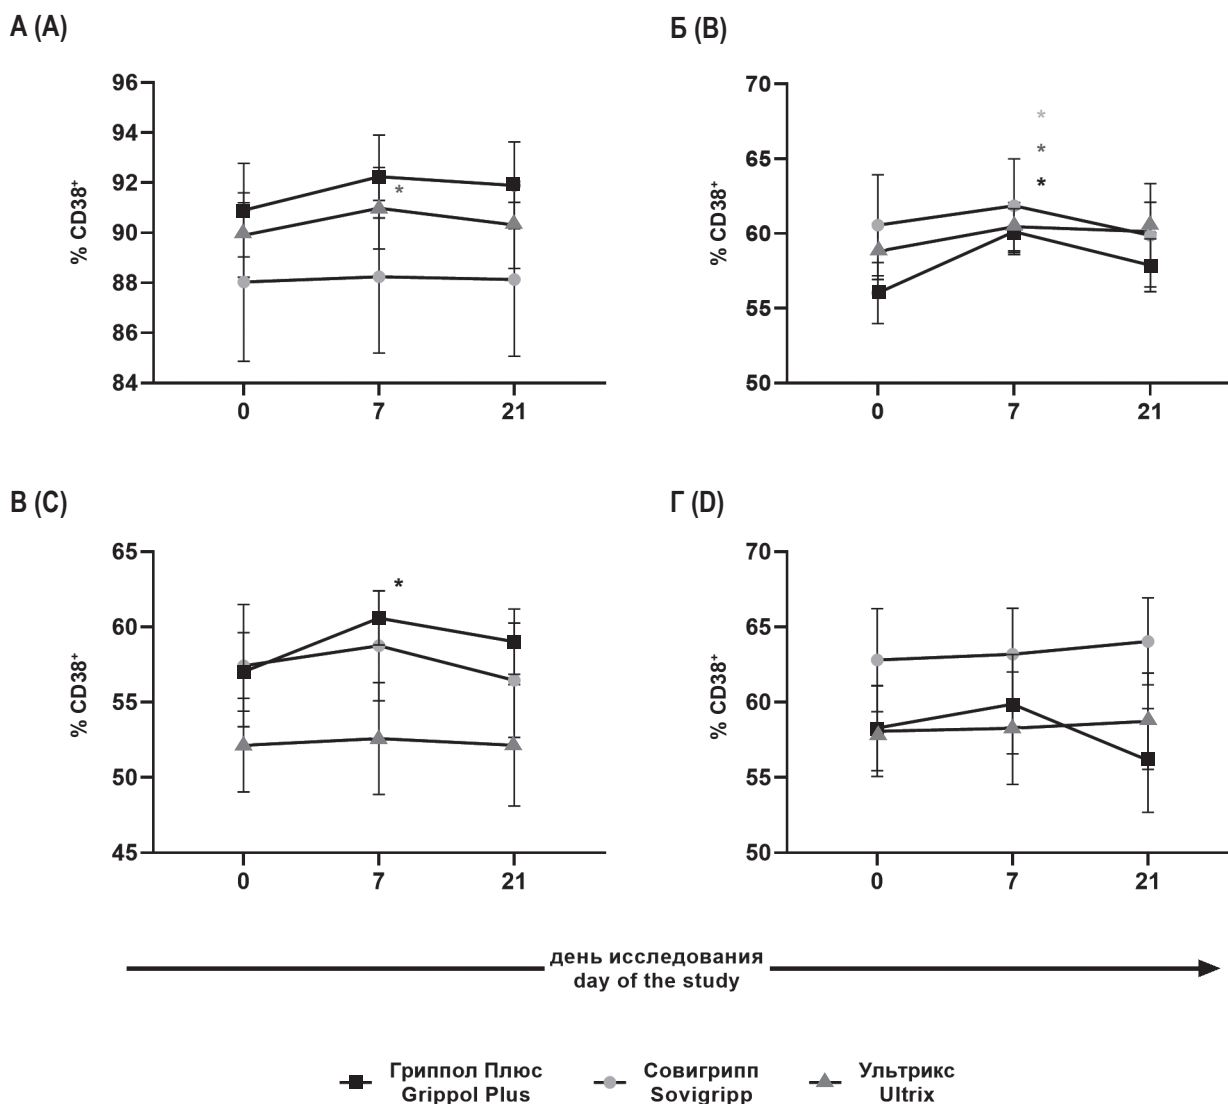 А (A)
96
94
92
90
88
86
84
% CD38⁺
*
0 7 21
Б (B)
70
65
60
55
50
% CD38⁺
*
*
*
0 7 21
В (C)
65
60
55
50
45
% CD38⁺
*
0 7 21
Г (D)
70
65
60
55
50
% CD38⁺
0 7 21
день исследования
day of the study
Гриппол Плюс
Grippol Plus
Совигрипп
Sovigripp
Ультрикс
Ultrix